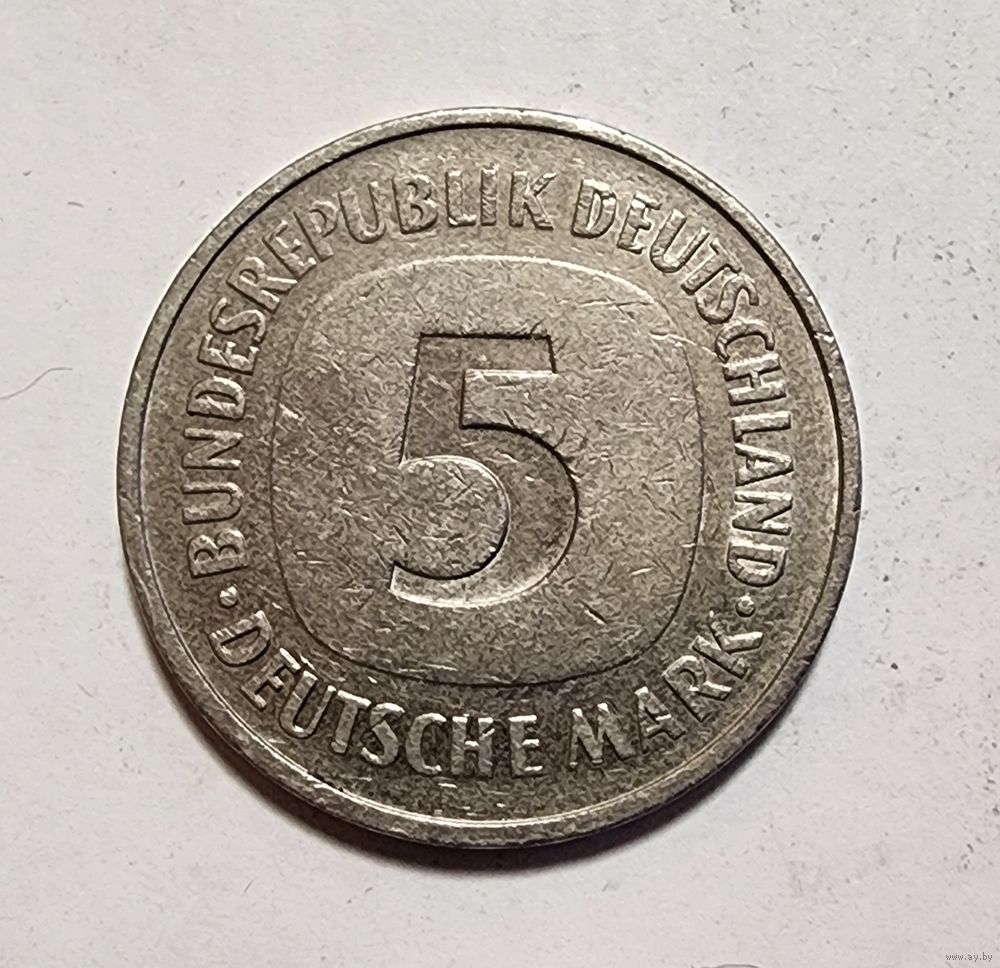 BUNDESREPUBLIK DEUTSCHLAND
5
· DEUTSCHE MARK ·
www.ay.by